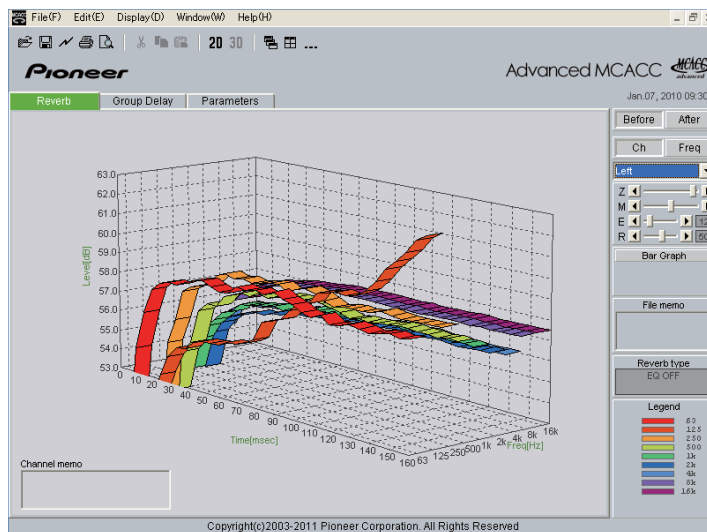 File(F) Edit(E) Display(D) Window(W) Help(H)
2D 3D ...
Pioneer
Advanced MCACC
MCACC
advanced
Reverb Group Delay Parameters
Jan.07, 2010 09:30
Before After
Ch Freq
Left
Z
M
E
R
Bar Graph
File memo
Reverb type
EQ OFF
Legend
63
125
250
500
1k
2k
4k
8k
16k
Level[dB]
63.0
62.0
61.0
60.0
59.0
58.0
57.0
56.0
55.0
54.0
53.0
0 10 20 30 40 50 60 70 80 90 100 110 120 130 140 150 160
Time[msec]
63 125 250 500 1k 2k 4k 8k 16k
Freq[Hz]
Channel memo
Copyright(c)2003-2011 Pioneer Corporation. All Rights Reserved